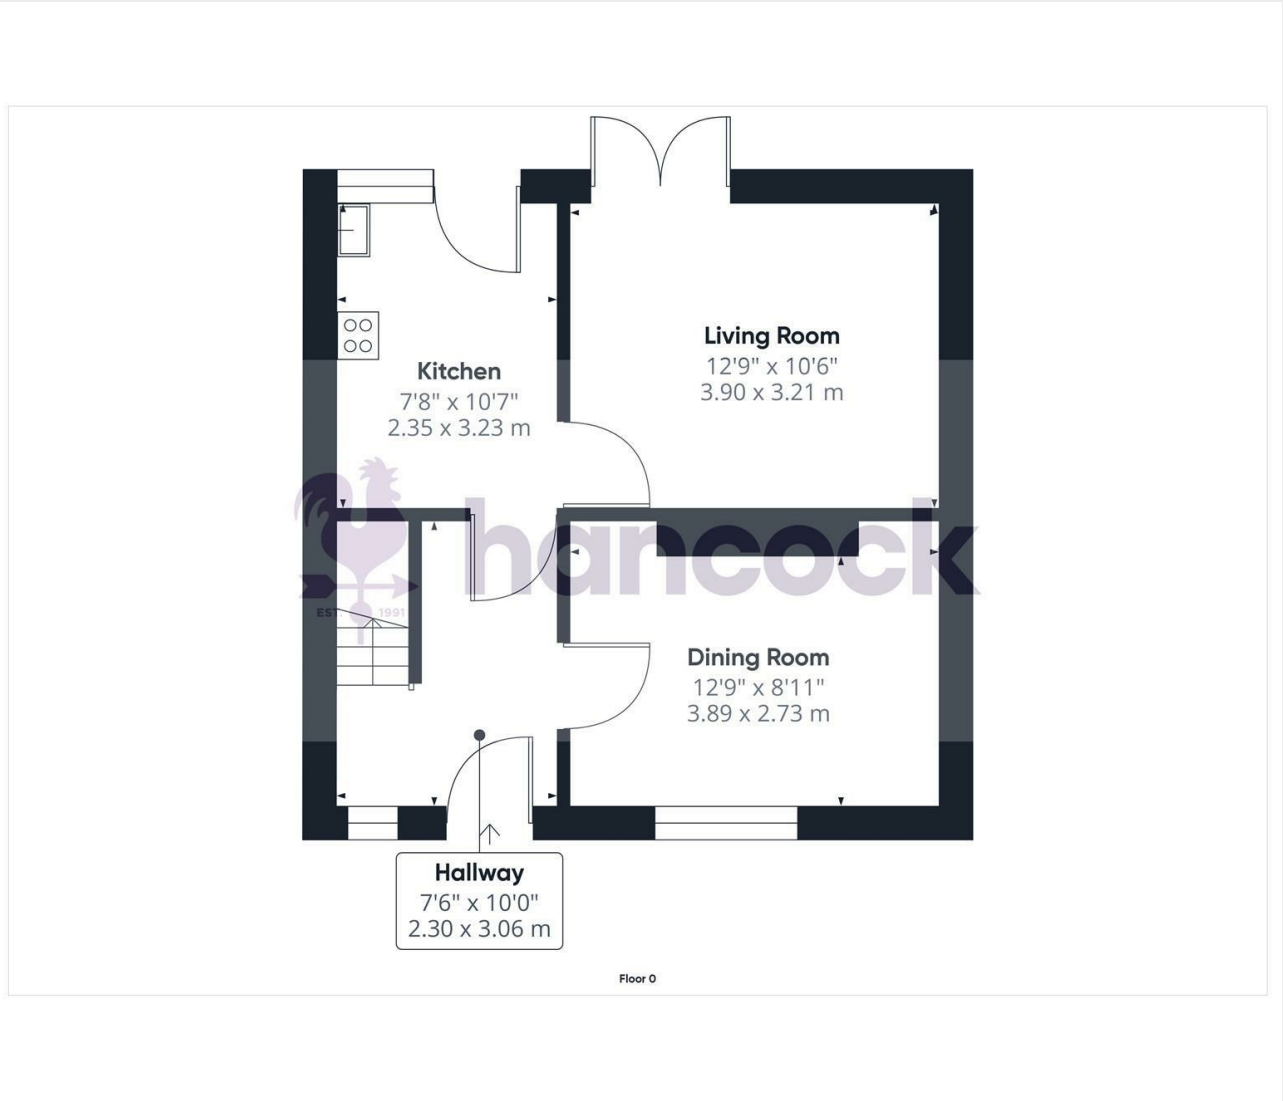 Living Room
12'9" x 10'6"
3.90 x 3.21 m
Kitchen
7'8" x 10'7"
2.35 x 3.23 m
hancock
EST. 1991
Dining Room
12'9" x 8'11"
3.89 x 2.73 m
Hallway
7'6" x 10'0"
2.30 x 3.06 m
Floor 0